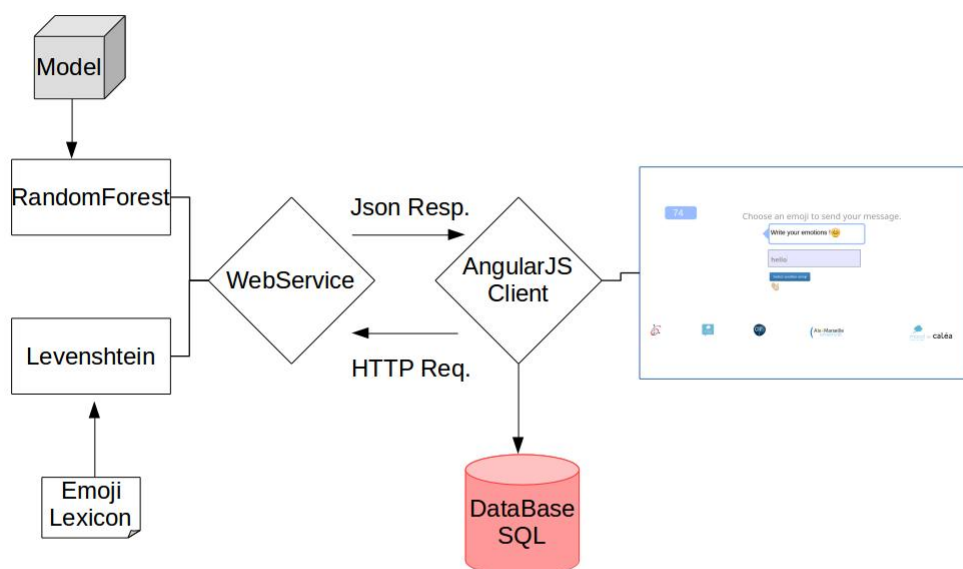 Model
RandomForest
Levenshtein
Emoji
Lexicon
WebService
Json Resp.
HTTP Req.
AngularJS
Client
DataBase
SQL
74
Choose an emoji to send your message.
Write your emotions !
hello
Aix*Marseille
caléa